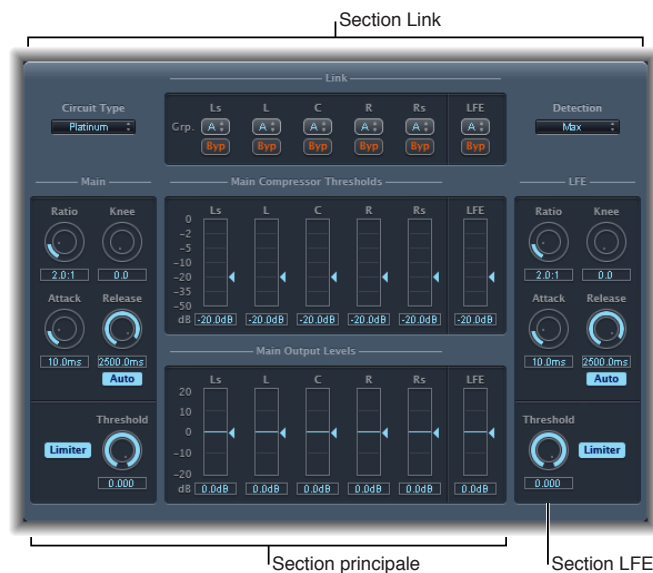 Section Link
Link
Circuit Type
Platinum
Ls L C R Rs LFE
Grp. A A A A A A
Byp Byp Byp Byp Byp Byp
Detection
Max
Main
Ratio Knee
2.0:1 0.0
Attack Release
10.0ms 2500.0ms
Auto
Threshold
Limiter
0.000
Main Compressor Thresholds
Ls L C R Rs LFE
0
-2
-5
-10
-20
-35
-50
dB -20.0dB -20.0dB -20.0dB -20.0dB -20.0dB -20.0dB
Main Output Levels
Ls L C R Rs LFE
20
10
0
-10
-20
dB 0.0dB 0.0dB 0.0dB 0.0dB 0.0dB 0.0dB
LFE
Ratio Knee
2.0:1 0.0
Attack Release
10.0ms 2500.0ms
Auto
Threshold
Limiter
0.000
Section principale
Section LFE